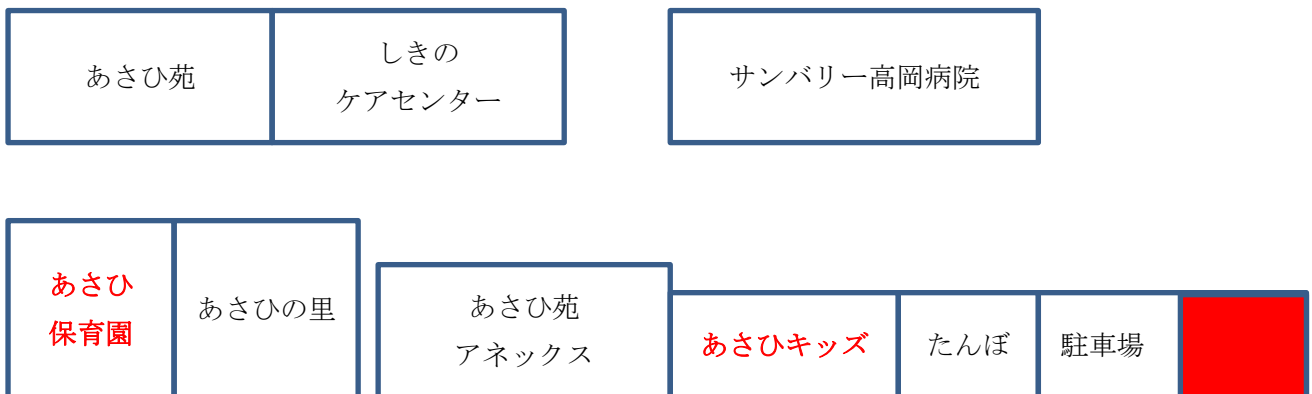 あさひ苑
しきの
ケアセンター
サンバリー高岡病院
あさひ
保育園
あさひの里
あさひ苑
アネックス
あさひキッズ
たんぼ
駐車場